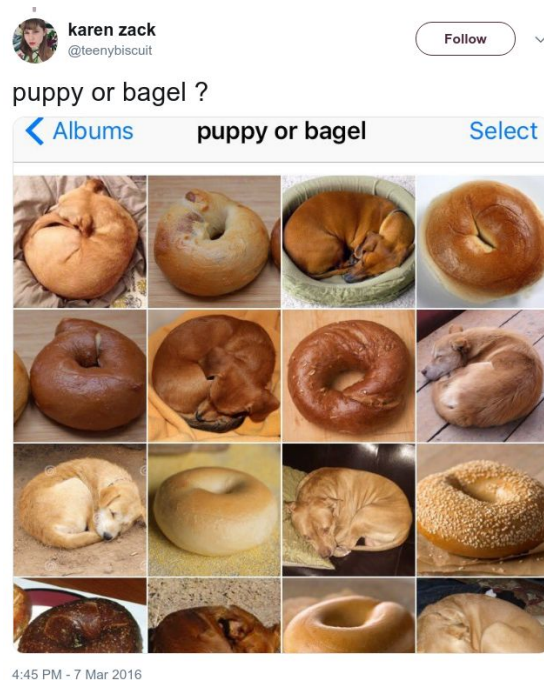 karen zack
@teenybiscuit
Follow
puppy or bagel ?
Albums
puppy or bagel
Select
4:45 PM - 7 Mar 2016